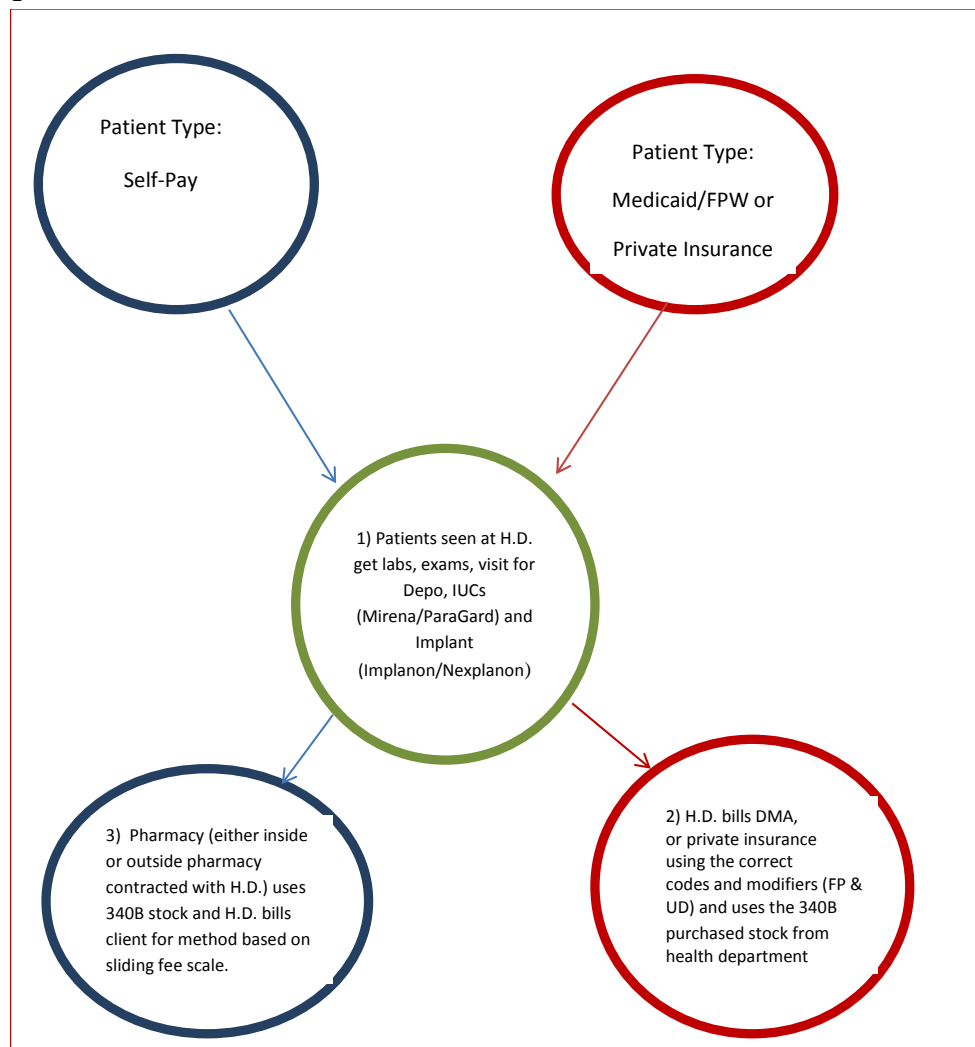 Patient Type:
Self-Pay
Patient Type:
Medicaid/FPW or
Private Insurance
1) Patients seen at H.D.
get labs, exams, visit for
Depo, IUCs
(Mirena/ParaGard) and
Implant
(Implanon/Nexplanon)
3) Pharmacy (either inside
or outside pharmacy
contracted with H.D.) uses
340B stock and H.D. bills
client for method based on
sliding fee scale.
2) H.D. bills DMA,
or private insurance
using the correct
codes and modifiers (FP &
UD) and uses the 340B
purchased stock from
health department